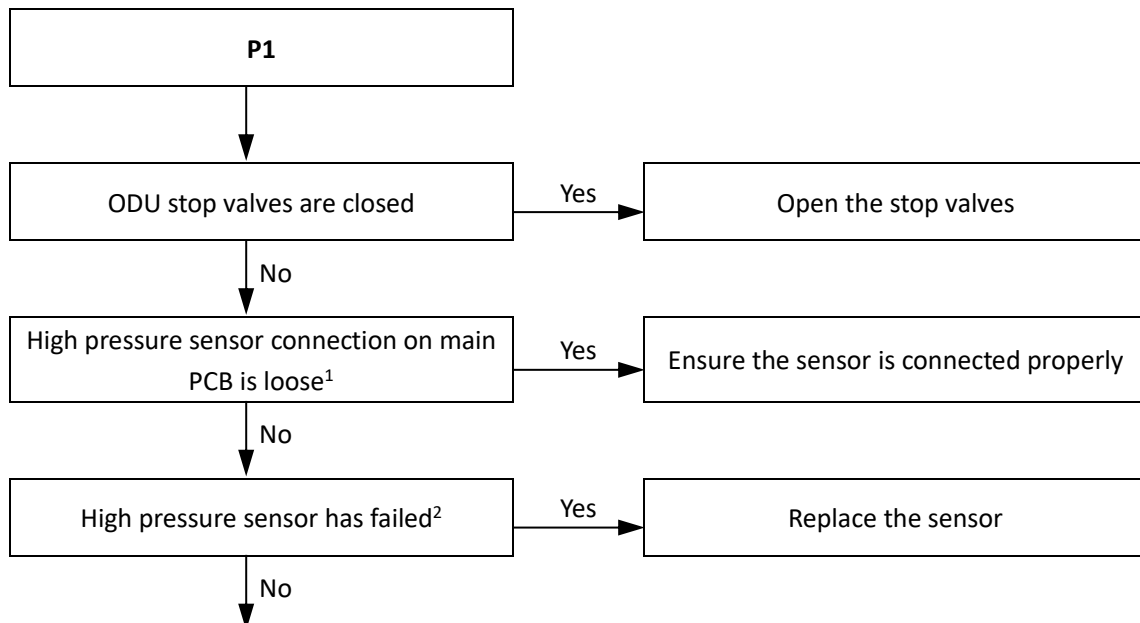 P1
ODU stop valves are closed
Yes
Open the stop valves
No
High pressure sensor connection on main
PCB is loose¹
Yes
Ensure the sensor is connected properly
No
High pressure sensor has failed²
Yes
Replace the sensor
No